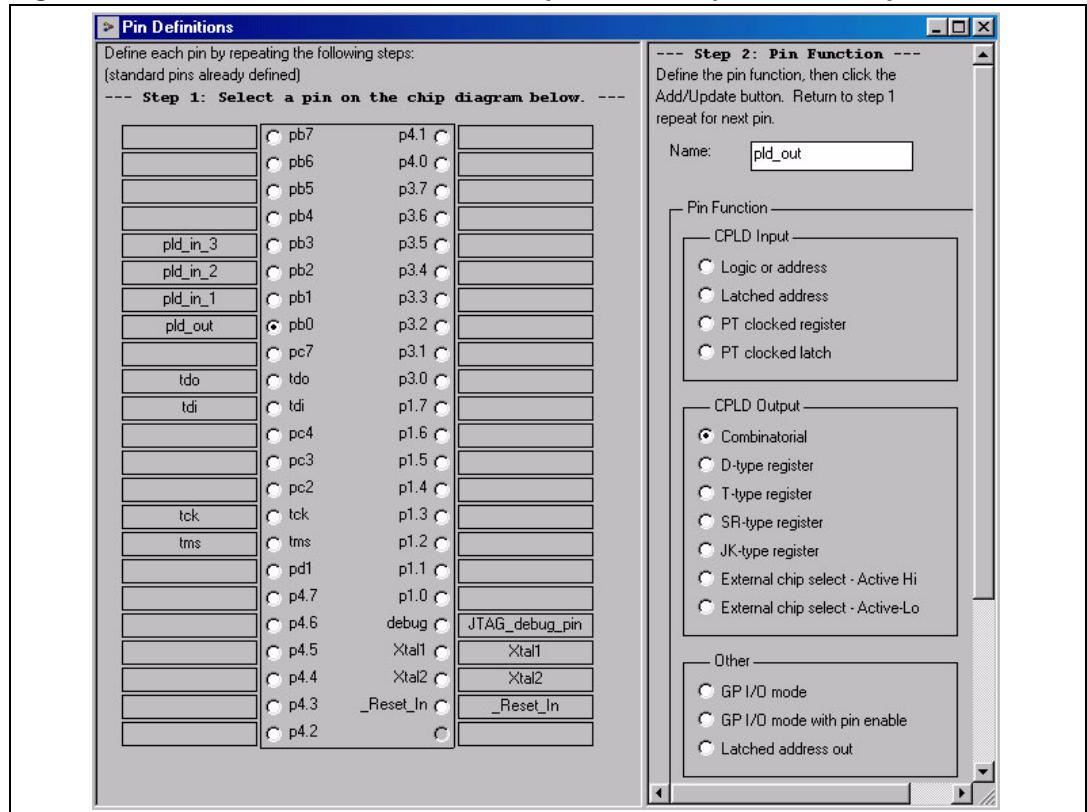 Pin Definitions
Define each pin by repeating the following steps:
(standard pins already defined)
--- Step 1: Select a pin on the chip diagram below. ---
pb7 p4.1
pb6 p4.0
pb5 p3.7
pb4 p3.6
pld_in_3 pb3 p3.5
pld_in_2 pb2 p3.4
pld_in_1 pb1 p3.3
pld_out pb0 p3.2
pc7 p3.1
tdo tdo p3.0
tdi tdi p1.7
pc4 p1.6
pc3 p1.5
pc2 p1.4
tck tck p1.3
tms tms p1.2
pd1 p1.1
p4.7 p1.0
p4.6 debug JTAG_debug_pin
p4.5 Xtal1 Xtal1
p4.4 Xtal2 Xtal2
p4.3 _Reset_In _Reset_In
p4.2
--- Step 2: Pin Function ---
Define the pin function, then click the
Add/Update button. Return to step 1
repeat for next pin.
Name: pld_out
Pin Function
CPLD Input
Logic or address
Latched address
PT clocked register
PT clocked latch
CPLD Output
Combinatorial
D-type register
T-type register
SR-type register
JK-type register
External chip select - Active Hi
External chip select - Active-Lo
Other
GP I/O mode
GP I/O mode with pin enable
Latched address out